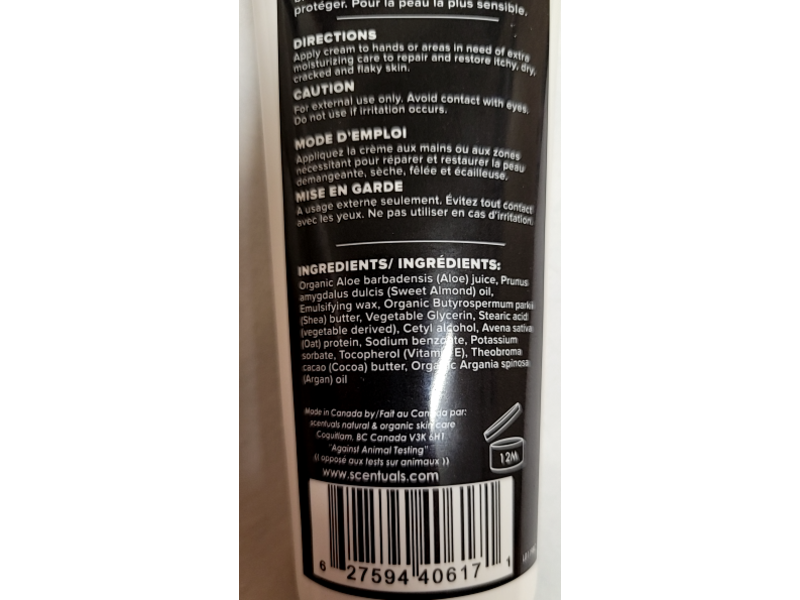 protéger. Pour la peau la plus sensible.
DIRECTIONS
Apply cream to hands or areas in need of extra
moisturizing care to repair and restore itchy, dry,
cracked and flaky skin.
CAUTION
For external use only. Avoid contact with eyes.
Do not use if irritation occurs.
MODE D'EMPLOI
Appliquez la crème aux mains ou aux zones
nécessitant pour réparer et restaurer la peau
démangeante, sèche, fêlée et écailleuse.
MISE EN GARDE
A usage externe seulement. Évitez tout contact
avec les yeux. Ne pas utiliser en cas d'irritation.
INGREDIENTS/ INGRÉDIENTS:
Organic Aloe barbadensis (Aloe) juice, Prunus
amygdalus dulcis (Sweet Almond) oil,
Emulsifying wax, Organic Butyrospermum parkii
(Shea) butter, Vegetable Glycerin, Stearic acid
(vegetable derived), Cetyl alcohol, Avena sativa
(Oat) protein, Sodium benzoate, Potassium
sorbate, Tocopherol (Vitamin E), Theobroma
cacao (Cocoa) butter, Organic Argania spinosa
(Argan) oil
Made in Canada by/Fait au Canada par:
scentuals natural & organic skin care
Coquitlam, BC Canada V3K 6H1
"Against Animal Testing"
(( opposé aux tests sur animaux ))
www.scentuals.com
12M
6 27594 40617 1